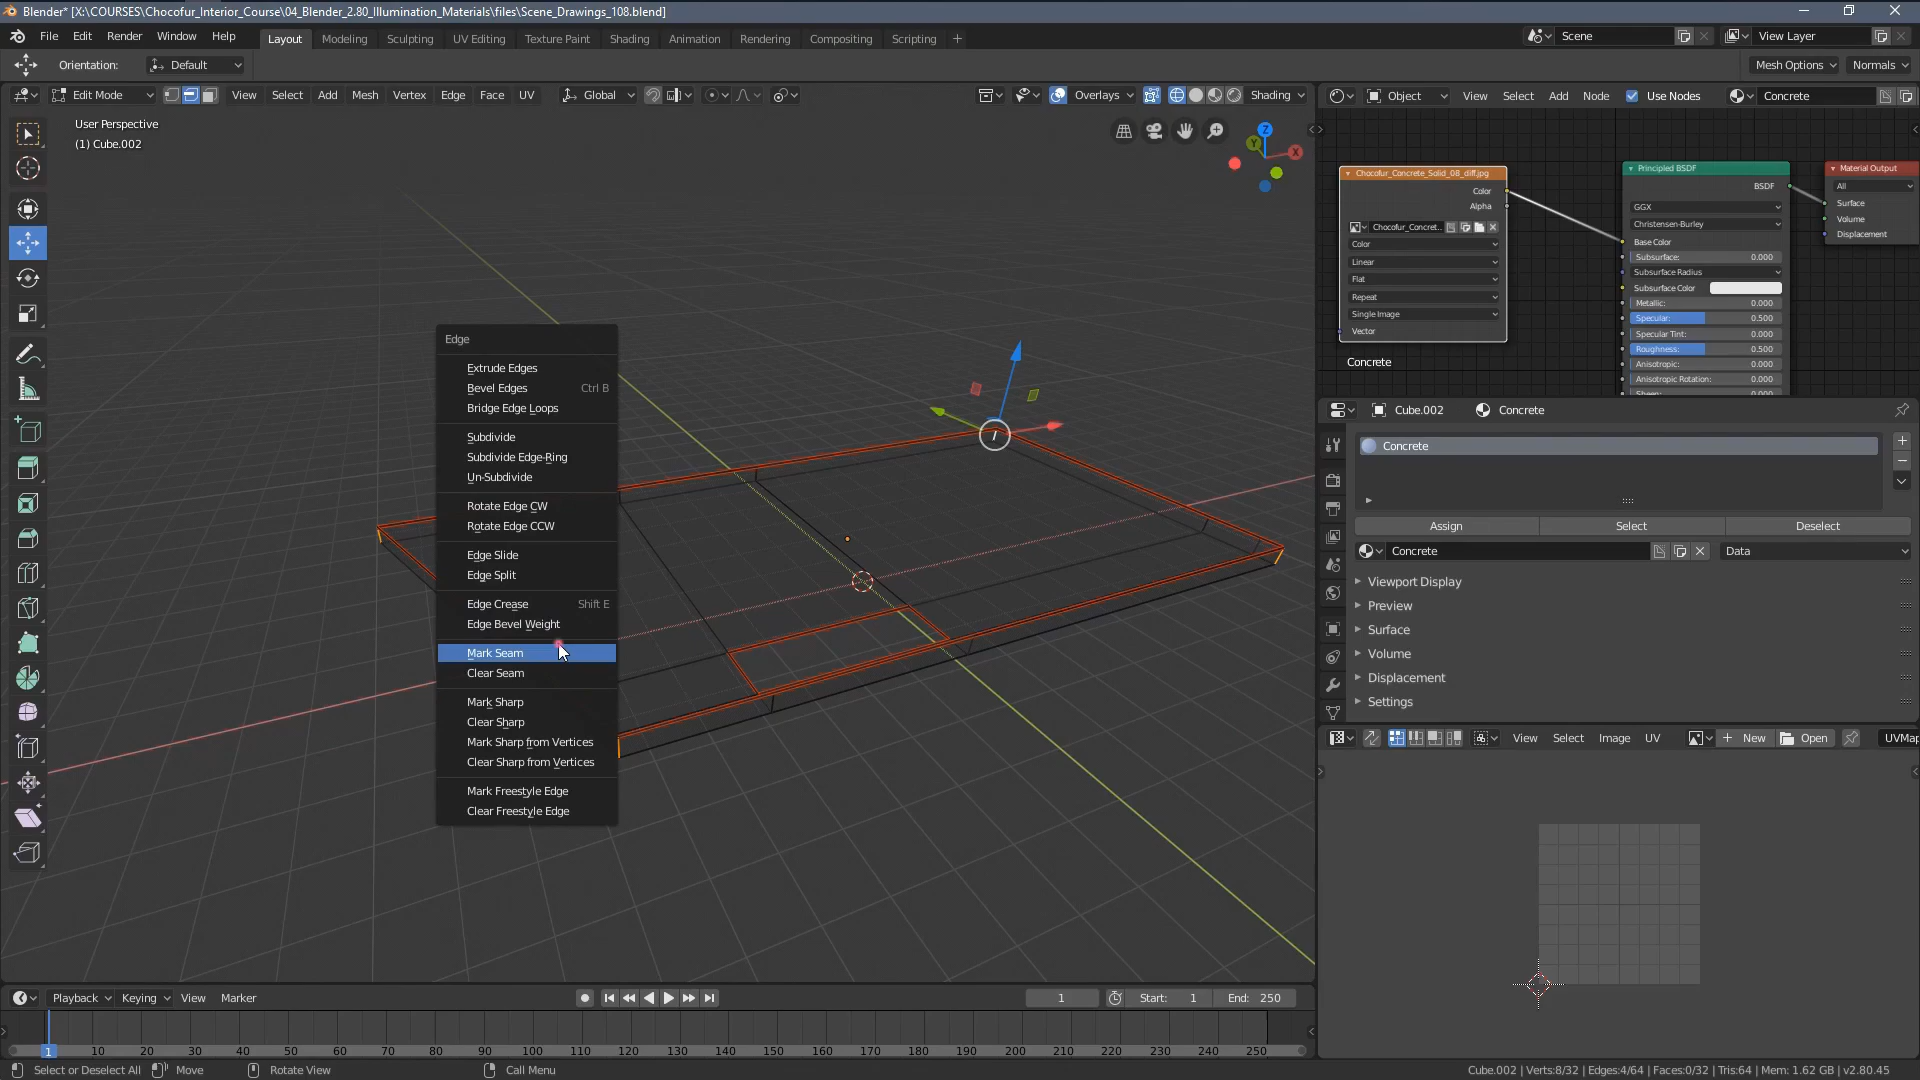 Blender* [X:\COURSES\Chocofur_Interior_Course\04_Blender_2.80_Illumination_Materials\files\Scene_Drawings_108.blend]
File Edit Render Window Help Layout Modeling Sculpting UV Editing Texture Paint Shading Animation Rendering Compositing Scripting + Scene View Layer
Orientation: Default Mesh Options Normals
Edit Mode View Select Add Mesh Vertex Edge Face UV Global Overlays Shading
Object View Select Add Node Use Nodes Concrete
User Perspective
(1) Cube.002
Z
Y
X
Chocofur_Concrete_Solid_08_diff.jpg
Color
Alpha
Chocofur_Concret...
Color
Linear
Flat
Repeat
Single Image
Vector
Concrete
Principled BSDF
BSDF
GGX
Christensen-Burley
Base Color
Subsurface: 0.000
Subsurface Radius
Subsurface Color
Metallic: 0.000
Specular: 0.500
Specular Tint: 0.000
Roughness: 0.500
Anisotropic: 0.000
Anisotropic Rotation: 0.000
Material Output
All
Surface
Volume
Displacement
Edge
Extrude Edges
Bevel Edges Ctrl B
Bridge Edge Loops
Subdivide
Subdivide Edge-Ring
Un-Subdivide
Rotate Edge CW
Rotate Edge CCW
Edge Slide
Edge Split
Edge Crease Shift E
Edge Bevel Weight
Mark Seam
Clear Seam
Mark Sharp
Clear Sharp
Mark Sharp from Vertices
Clear Sharp from Vertices
Mark Freestyle Edge
Clear Freestyle Edge
Cube.002 Concrete
Concrete
Assign Select Deselect
Concrete Data
Viewport Display
Preview
Surface
Volume
Displacement
Settings
View Select Image UV New Open UVMap
Playback Keying View Marker 1 Start: 1 End: 250
1 10 20 30 40 50 60 70 80 90 100 110 120 130 140 150 160 170 180 190 200 210 220 230 240 250
Select or Deselect All Move Rotate View Call Menu Cube.002 | Verts:8/32 | Edges:4/64 | Faces:0/32 | Tris:64 | Mem: 1.62 GB | v2.80.45